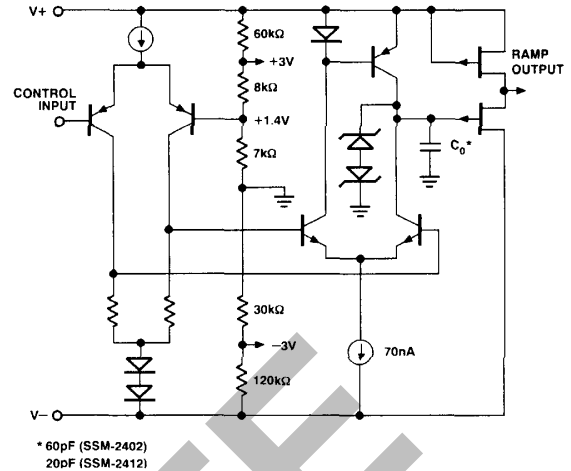 V+
60kΩ
+3V
RAMP
OUTPUT
8kΩ
CONTROL
INPUT
+1.4V
C₀*
7kΩ
30kΩ
−3V
70nA
120kΩ
V−
* 60pF (SSM-2402)
20pF (SSM-2412)